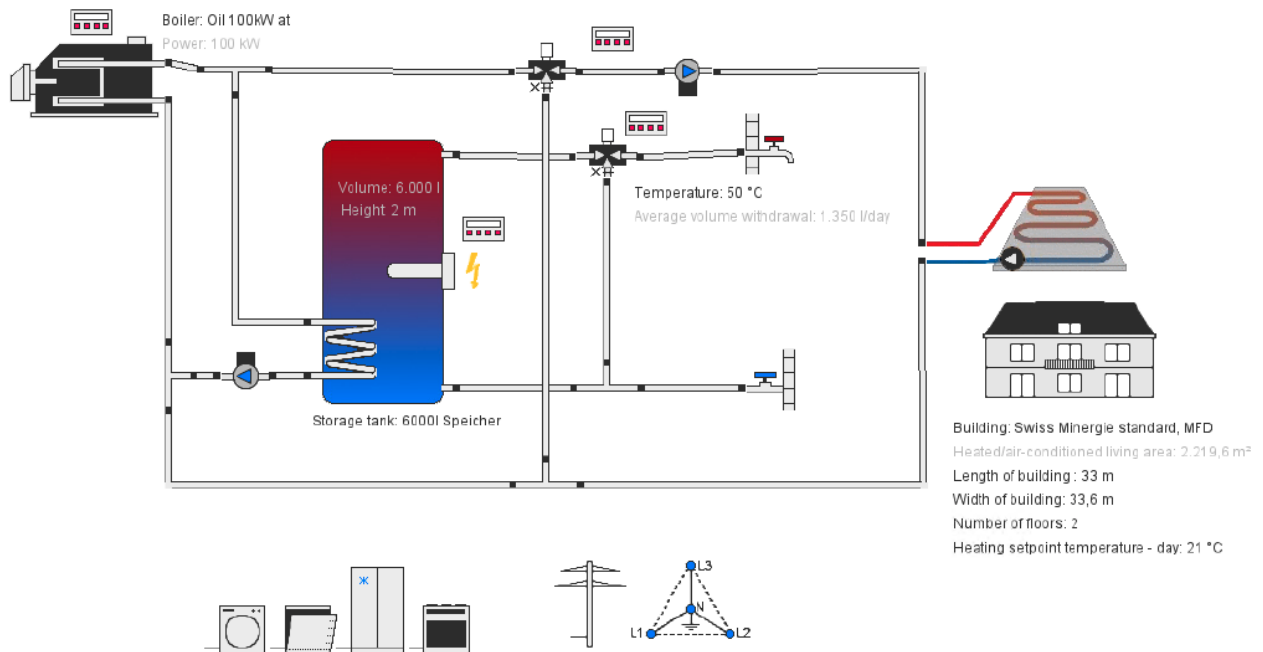 Boiler: Oil 100kW at
Power: 100 kW
Volume: 6.000 l
Height: 2 m
Temperature: 50 °C
Average volume withdrawal: 1.350 l/day
Storage tank: 6000l Speicher
Building: Swiss Minergie standard, MFD
Heated/air-conditioned living area: 2.219,6 m²
Length of building : 33 m
Width of building: 33,6 m
Number of floors: 2
Heating setpoint temperature - day: 21 °C
L3
N
L1
L2